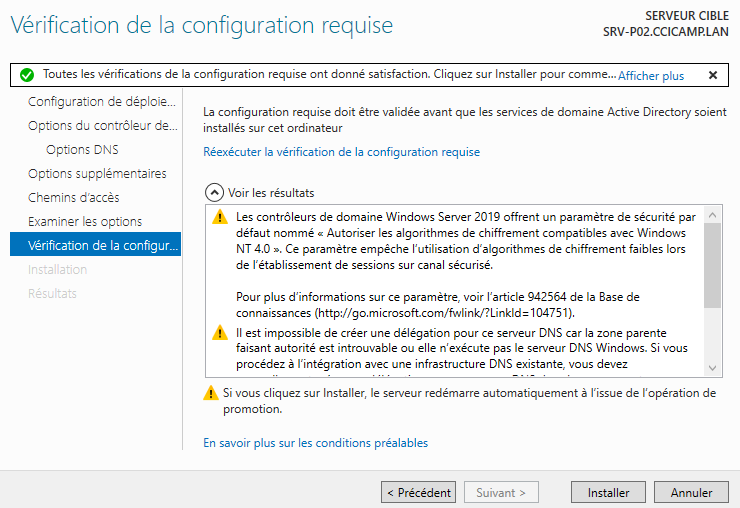 Vérification de la configuration requise
SERVEUR CIBLE
SRV-P02.CCICAMP.LAN
Toutes les vérifications de la configuration requise ont donné satisfaction. Cliquez sur Installer pour comme... Afficher plus
Configuration de déploie...
Options du contrôleur de...
Options DNS
Options supplémentaires
Chemins d'accès
Examiner les options
Vérification de la configur...
Installation
Résultats
La configuration requise doit être validée avant que les services de domaine Active Directory soient
installés sur cet ordinateur
Réexécuter la vérification de la configuration requise
Voir les résultats
Les contrôleurs de domaine Windows Server 2019 offrent un paramètre de sécurité par
défaut nommé « Autoriser les algorithmes de chiffrement compatibles avec Windows
NT 4.0 ». Ce paramètre empêche l'utilisation d'algorithmes de chiffrement faibles lors
de l'établissement de sessions sur canal sécurisé.
Pour plus d'informations sur ce paramètre, voir l'article 942564 de la Base de
connaissances (http://go.microsoft.com/fwlink/?LinkId=104751).
Il est impossible de créer une délégation pour ce serveur DNS car la zone parente
faisant autorité est introuvable ou elle n'exécute pas le serveur DNS Windows. Si vous
procédez à l'intégration avec une infrastructure DNS existante, vous devez
Si vous cliquez sur Installer, le serveur redémarre automatiquement à l'issue de l'opération de
promotion.
En savoir plus sur les conditions préalables
< Précédent
Suivant >
Installer
Annuler